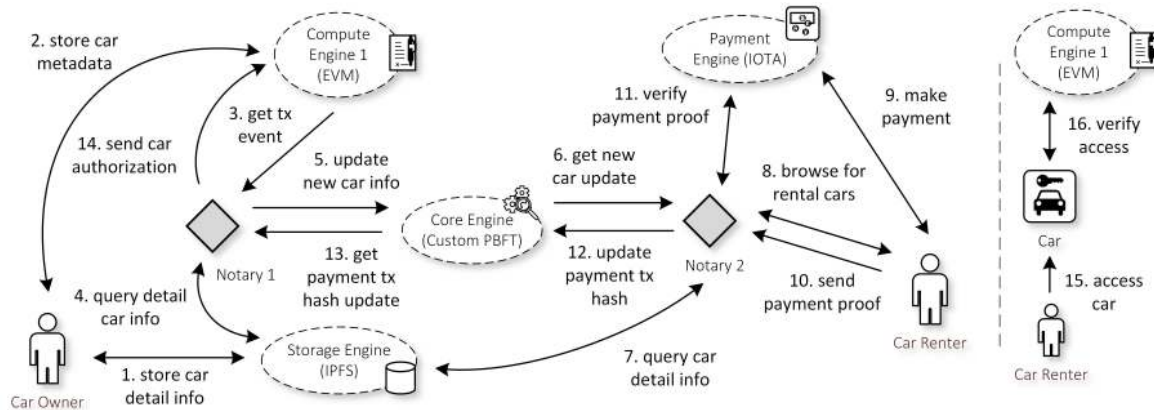 2. store car
metadata
Compute
Engine 1
(EVM)
3. get tx
event
14. send car
authorization
5. update
new car info
Notary 1
13. get
payment tx
hash update
4. query detail
car info
Car Owner
1. store car
detail info
Storage Engine
(IPFS)
Core Engine
(Custom PBFT)
6. get new
car update
12. update
payment tx
hash
7. query car
detail info
Payment
Engine (IOTA)
11. verify
payment proof
Notary 2
9. make
payment
8. browse for
rental cars
10. send
payment proof
Car Renter
Compute
Engine 1
(EVM)
16. verify
access
Car
15. access
car
Car Renter